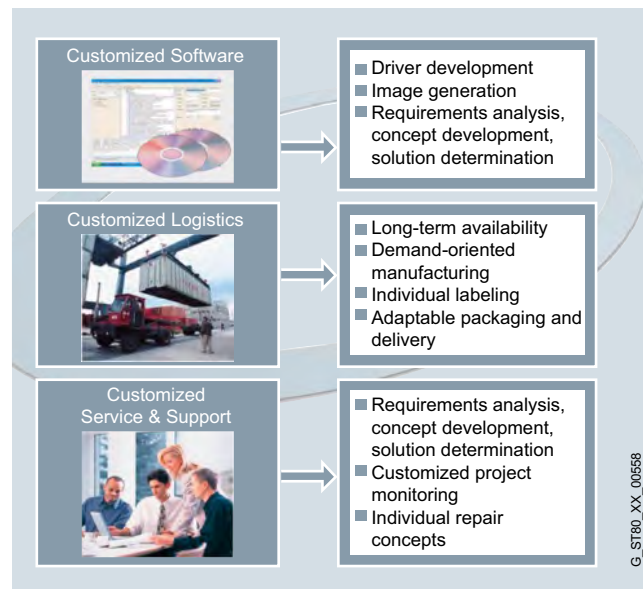 Customized Software
Driver development
Image generation
Requirements analysis,
concept development,
solution determination
Customized Logistics
Long-term availability
Demand-oriented
manufacturing
Individual labeling
Adaptable packaging and
delivery
Customized
Service & Support
Requirements analysis,
concept development,
solution determination
Customized project
monitoring
Individual repair
concepts
G_ST80_XX_00558